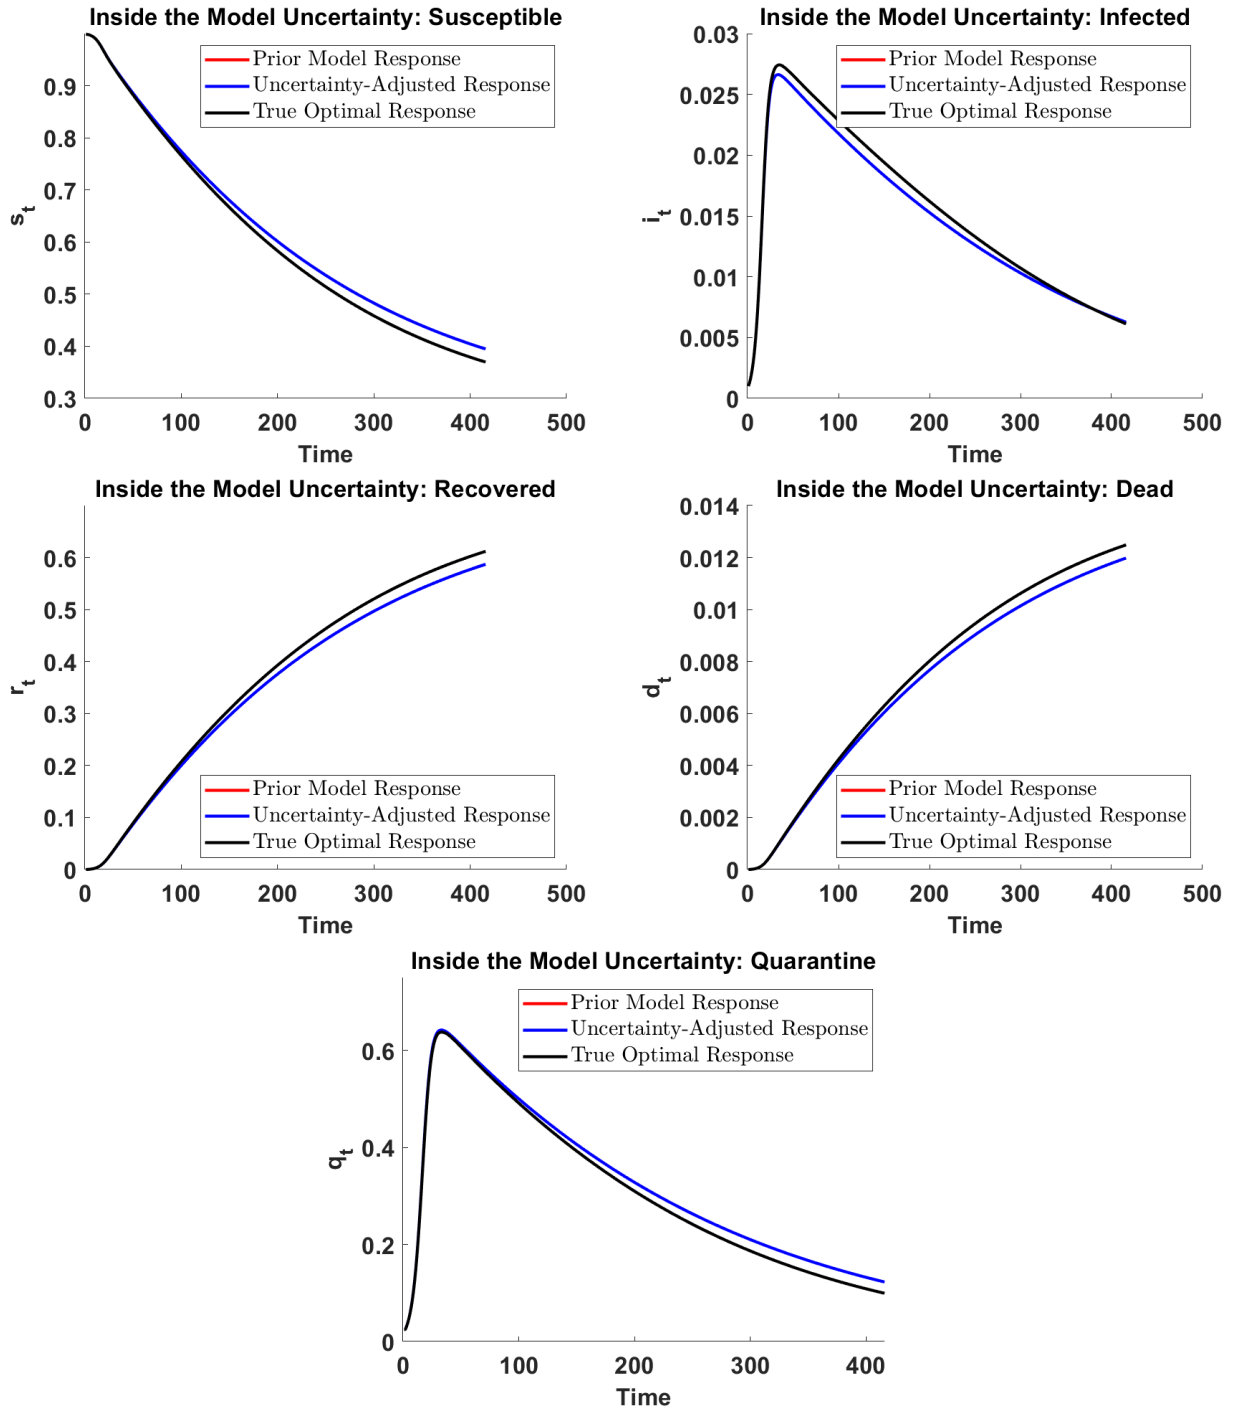 Inside the Model Uncertainty: Susceptible
Prior Model Response
Uncertainty-Adjusted Response
True Optimal Response
0.9
0.8
0.7
0.6
0.5
0.4
0.3
s_t
0 100 200 300 400 500
Time
Inside the Model Uncertainty: Infected
Prior Model Response
Uncertainty-Adjusted Response
True Optimal Response
0.03
0.025
0.02
0.015
0.01
0.005
0
i_t
0 100 200 300 400 500
Time
Inside the Model Uncertainty: Recovered
0.6
0.5
0.4
0.3
0.2
0.1
0
r_t
Prior Model Response
Uncertainty-Adjusted Response
True Optimal Response
0 100 200 300 400 500
Time
Inside the Model Uncertainty: Dead
0.014
0.012
0.01
0.008
0.006
0.004
0.002
0
d_t
Prior Model Response
Uncertainty-Adjusted Response
True Optimal Response
0 100 200 300 400 500
Time
Inside the Model Uncertainty: Quarantine
Prior Model Response
Uncertainty-Adjusted Response
True Optimal Response
0.6
0.4
0.2
0
q_t
0 100 200 300 400
Time